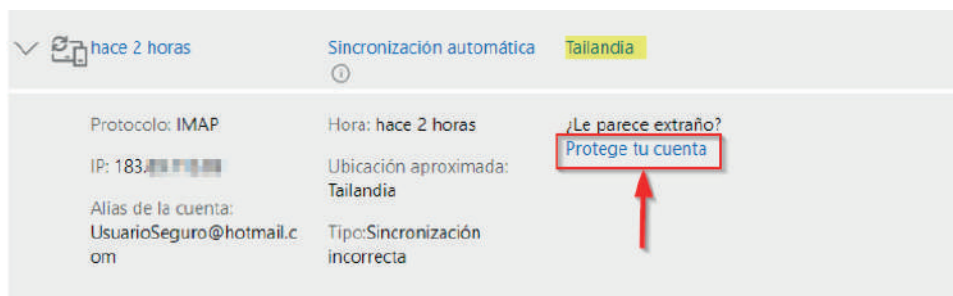 hace 2 horas
Sincronización automática
Tailandia
Protocolo: IMAP
IP: 183.
Alias de la cuenta:
UsuarioSeguro@hotmail.c
om
Hora: hace 2 horas
Ubicación aproximada:
Tailandia
Tipo:Sincronización
incorrecta
¿Le parece extraño?
Protege tu cuenta